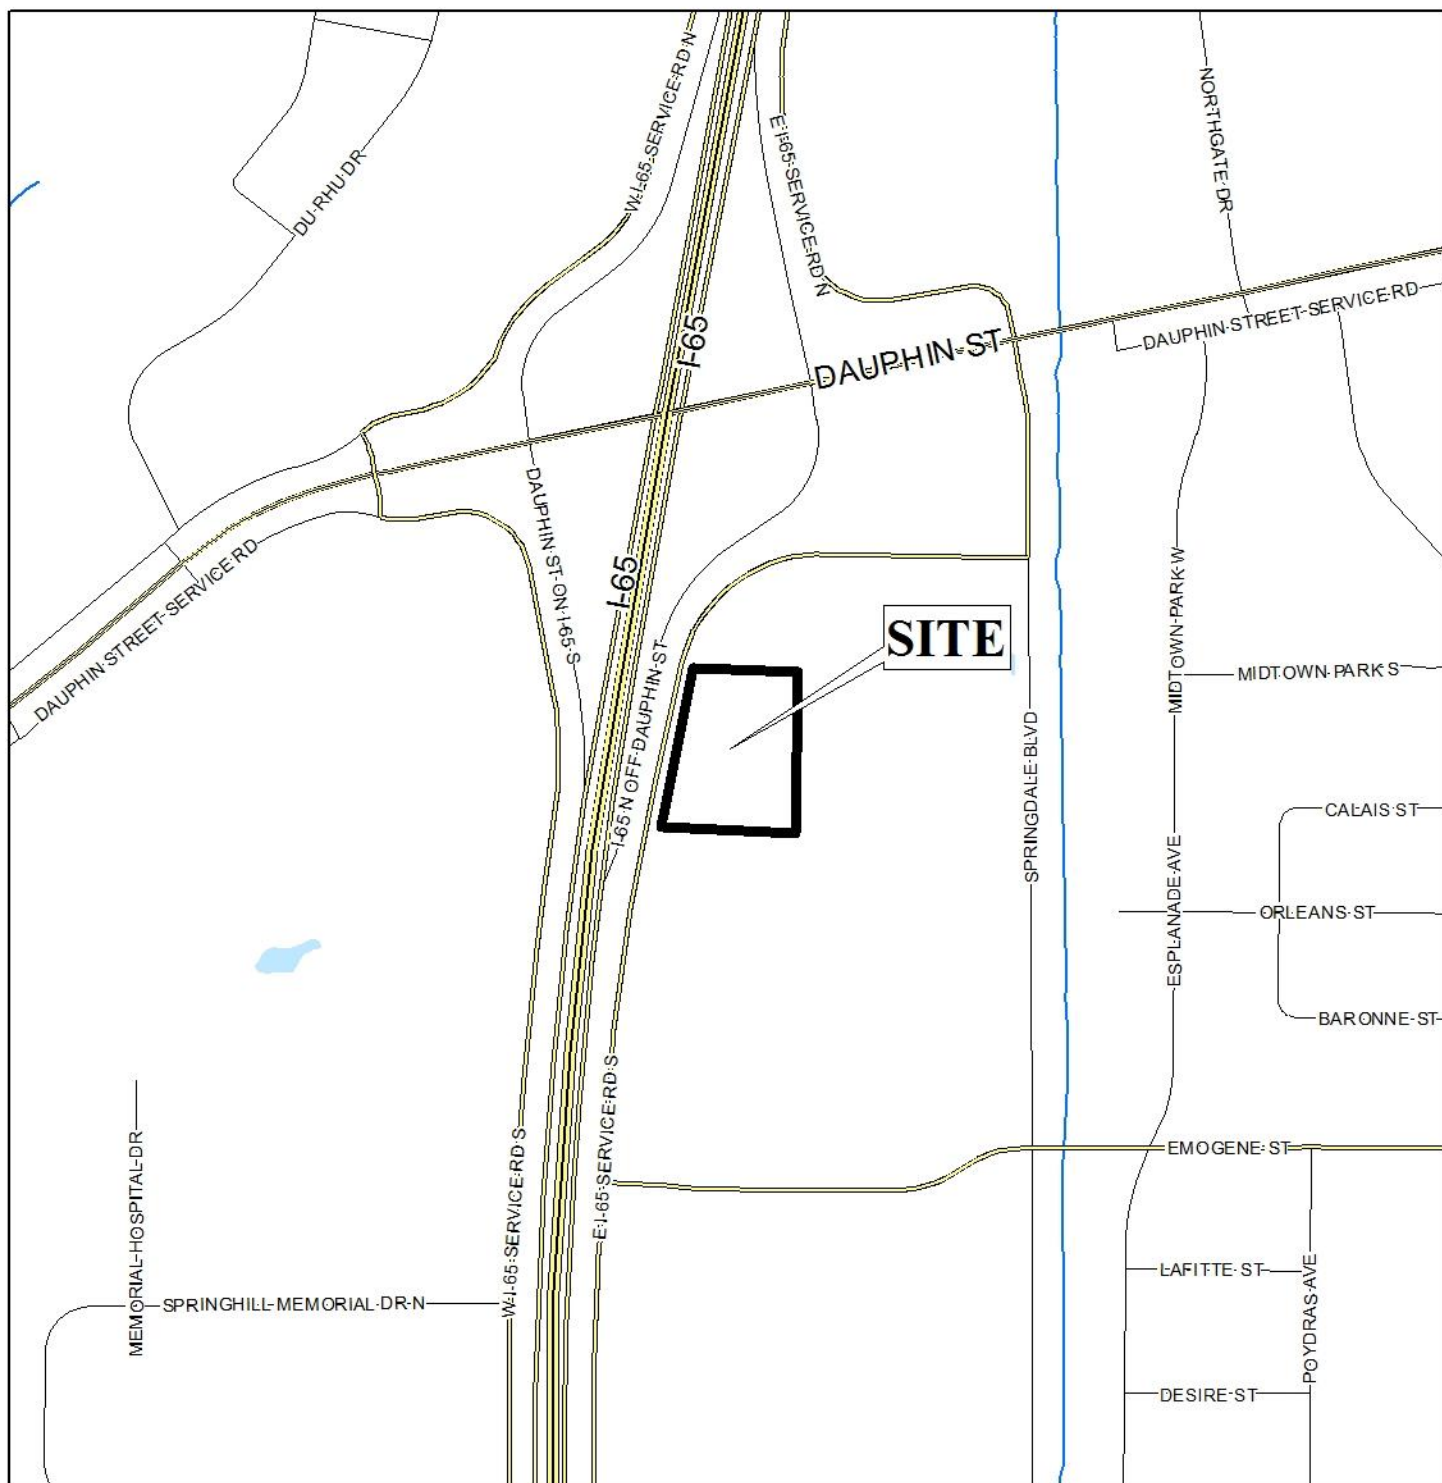 W-I-65-SERVICE-RD-N
E-I-65-SERVICE-RD-N
NORTHGATE-DR
DU-RHU-DR
I-65
DAUPHIN-ST
DAUPHIN-STREET-SERVICE-RD
DAUPHIN-ST-ON-I-65-S
I-65
DAUPHIN-STREET-SERVICE-RD
SITE
MIDTOWN-PARK-W
MIDTOWN-PARK-S
I-65-N OFF-DAUPHIN-ST
SPRINGDALE-BLVD
CALAIS-ST
ESPLANADE-AVE
ORLEANS-ST
BARONNE-ST
E-I-65-SERVICE-RD-S
W-I-65-SERVICE-RD-S
EMOGENE-ST
MEMORIAL-HOSPITAL-DR
LAFITTE-ST
SPRINGHILL-MEMORIAL-DR-N
POYDRAS-AVE
DESIRE-ST